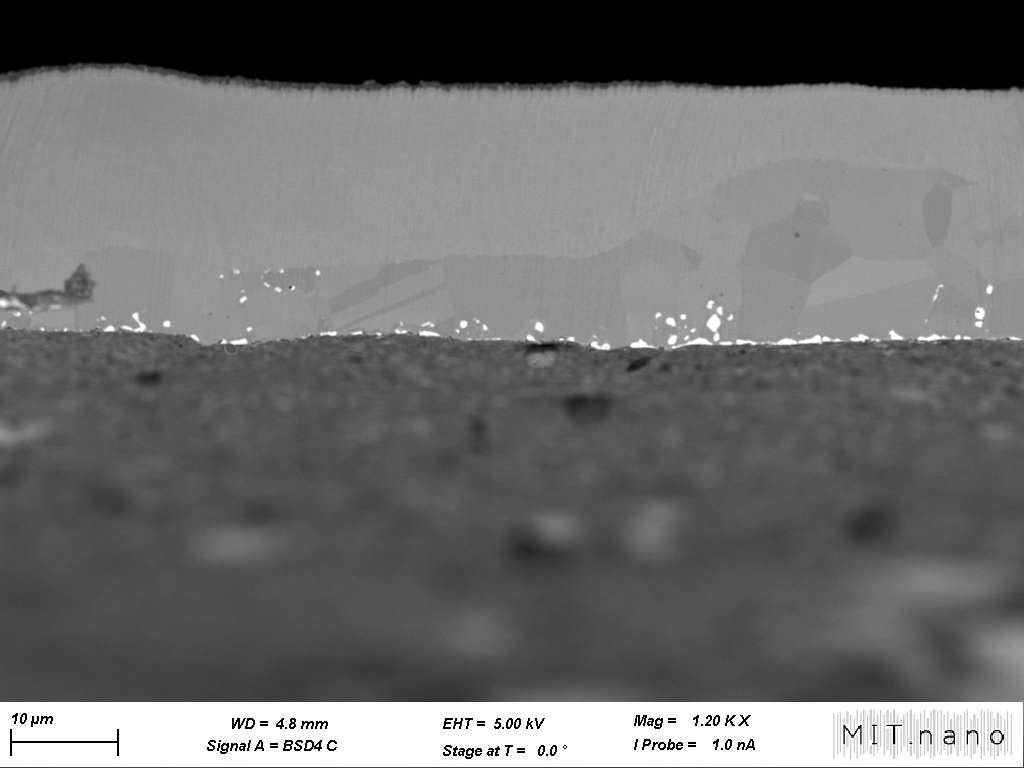 10 µm
WD = 4.8 mm
Signal A = BSD4 C
EHT = 5.00 kV
Stage at T = 0.0 °
Mag = 1.20 K X
I Probe = 1.0 nA
MIT.nano